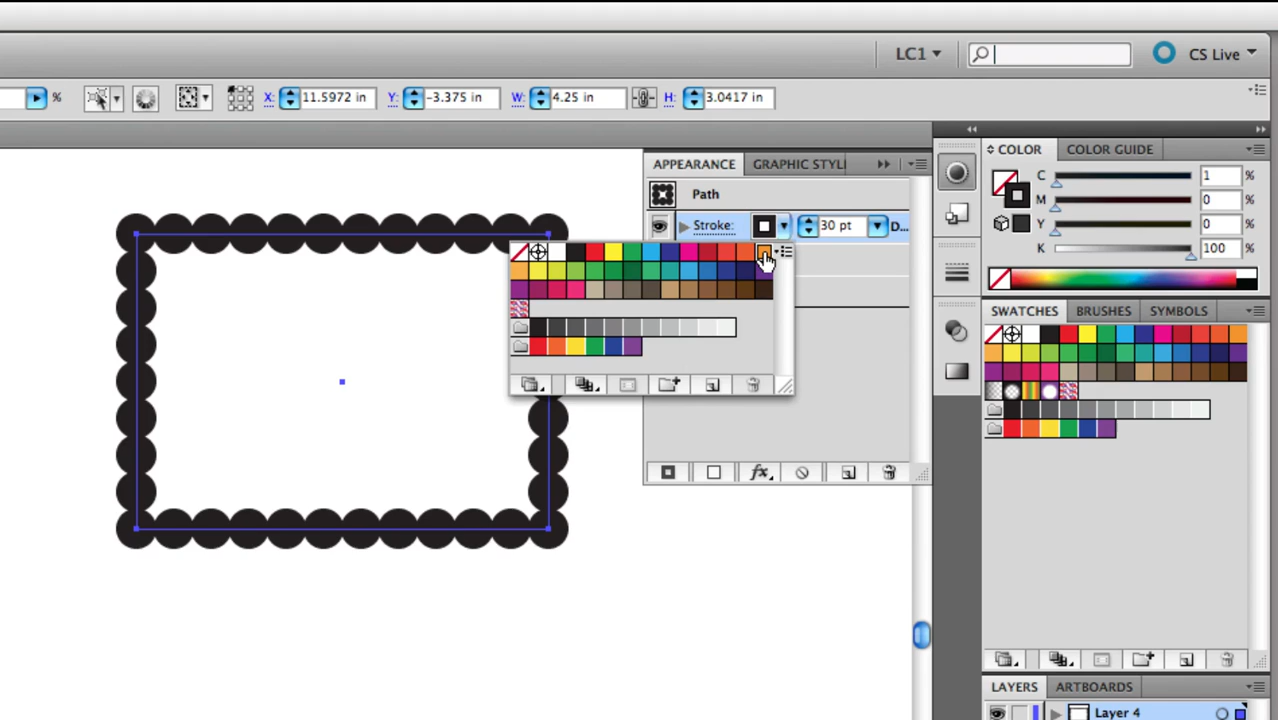 LC1
CS Live
%
X: 11.5972 in
Y: -3.375 in
W: 4.25 in
H: 3.0417 in
APPEARANCE
GRAPHIC STYL
Path
Stroke:
30 pt
D...
COLOR
COLOR GUIDE
C 1 %
M 0 %
Y 0 %
K 100 %
SWATCHES
BRUSHES
SYMBOLS
fx
LAYERS
ARTBOARDS
Layer 4